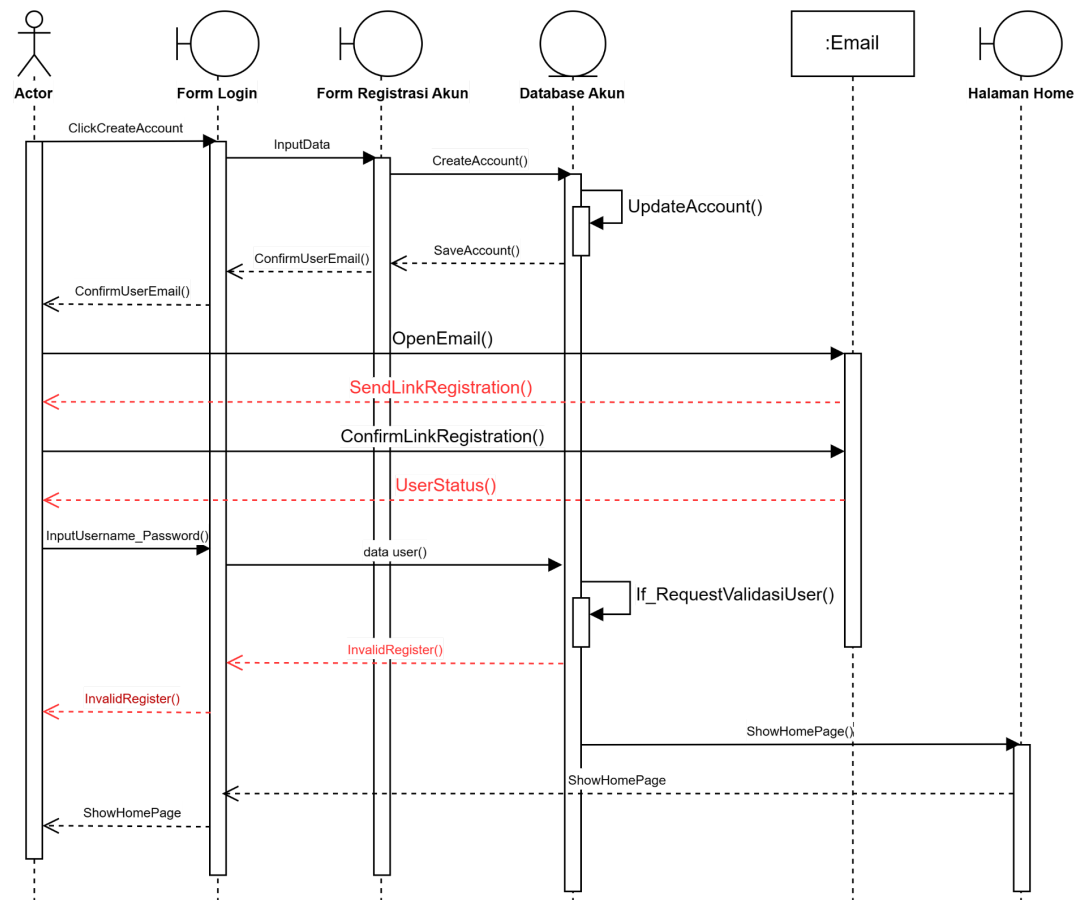 :Email
Actor
Form Login
Form Registrasi Akun
Database Akun
Halaman Home
ClickCreateAccount
InputData
CreateAccount()
UpdateAccount()
SaveAccount()
ConfirmUserEmail()
ConfirmUserEmail()
OpenEmail()
SendLinkRegistration()
ConfirmLinkRegistration()
UserStatus()
InputUsername_Password()
data user()
If_RequestValidasiUser()
InvalidRegister()
InvalidRegister()
ShowHomePage()
ShowHomePage
ShowHomePage